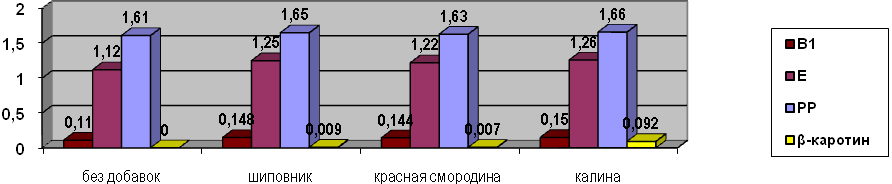 2
1,5
1
0,5
0
0,11
1,12
1,61
0
0,148
1,25
1,65
0,009
0,144
1,22
1,63
0,007
0,15
1,26
1,66
0,092
без добавок
шиповник
красная смородина
калина
В1
Е
РР
β-каротин